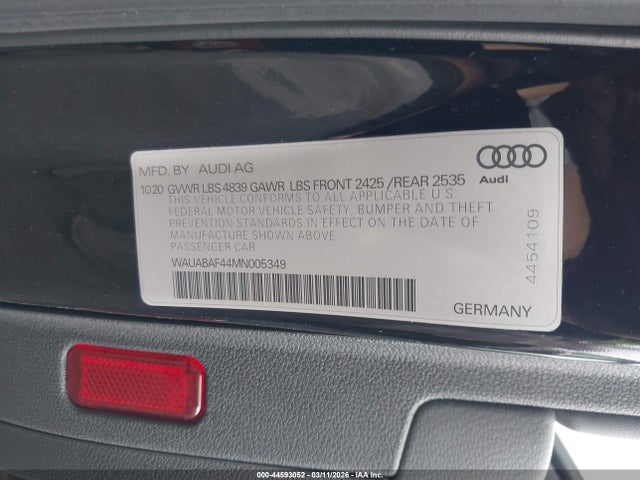 MFD. BY AUDI AG
10 20 GVWR LBS 4839 GAWR LBS FRONT 2425 /REAR 2535
THIS VEHICLE CONFORMS TO ALL APPLICABLE U S
FEDERAL MOTOR VEHICLE SAFETY, BUMPER AND THEFT
PREVENTION STANDARDS IN EFFECT ON THE DATE OF
MANUFACTURE SHOWN ABOVE
PASSENGER CAR
WAUABAF44MN005349
Audi
4454109
GERMANY
000-44593052 | 03/11/2026 | © IAA Inc.